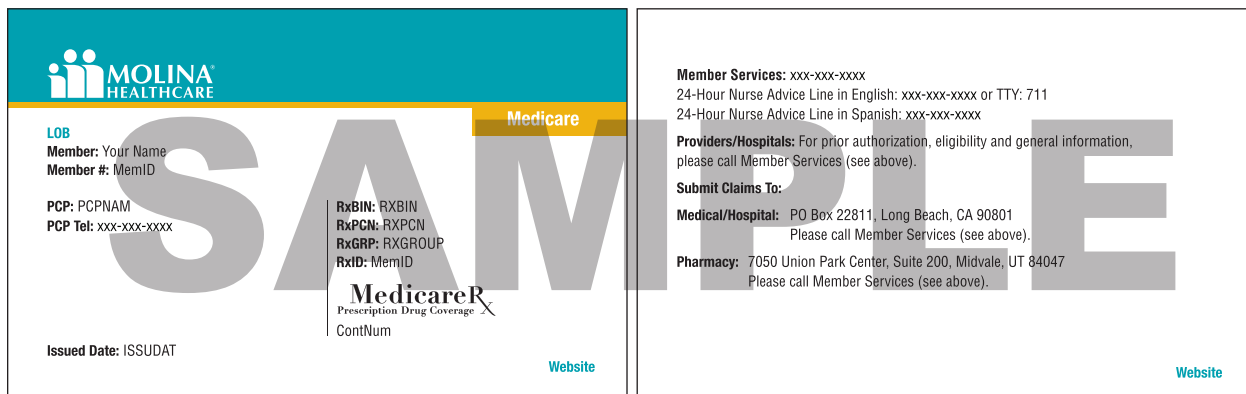 MOLINA®
HEALTHCARE
Medicare
LOB
Member: Your Name
Member #: MemID
PCP: PCPNAM
PCP Tel: xxx-xxx-xxxx
RxBIN: RXBIN
RxPCN: RXPCN
RxGRP: RXGROUP
RxID: MemID
MedicareRx
Prescription Drug Coverage
ContNum
Issued Date: ISSUDAT
Website
Member Services: xxx-xxx-xxxx
24-Hour Nurse Advice Line in English: xxx-xxx-xxxx or TTY: 711
24-Hour Nurse Advice Line in Spanish: xxx-xxx-xxxx
Providers/Hospitals: For prior authorization, eligibility and general information,
please call Member Services (see above).
Submit Claims To:
Medical/Hospital: PO Box 22811, Long Beach, CA 90801
Please call Member Services (see above).
Pharmacy: 7050 Union Park Center, Suite 200, Midvale, UT 84047
Please call Member Services (see above).
Website
SAMPLE